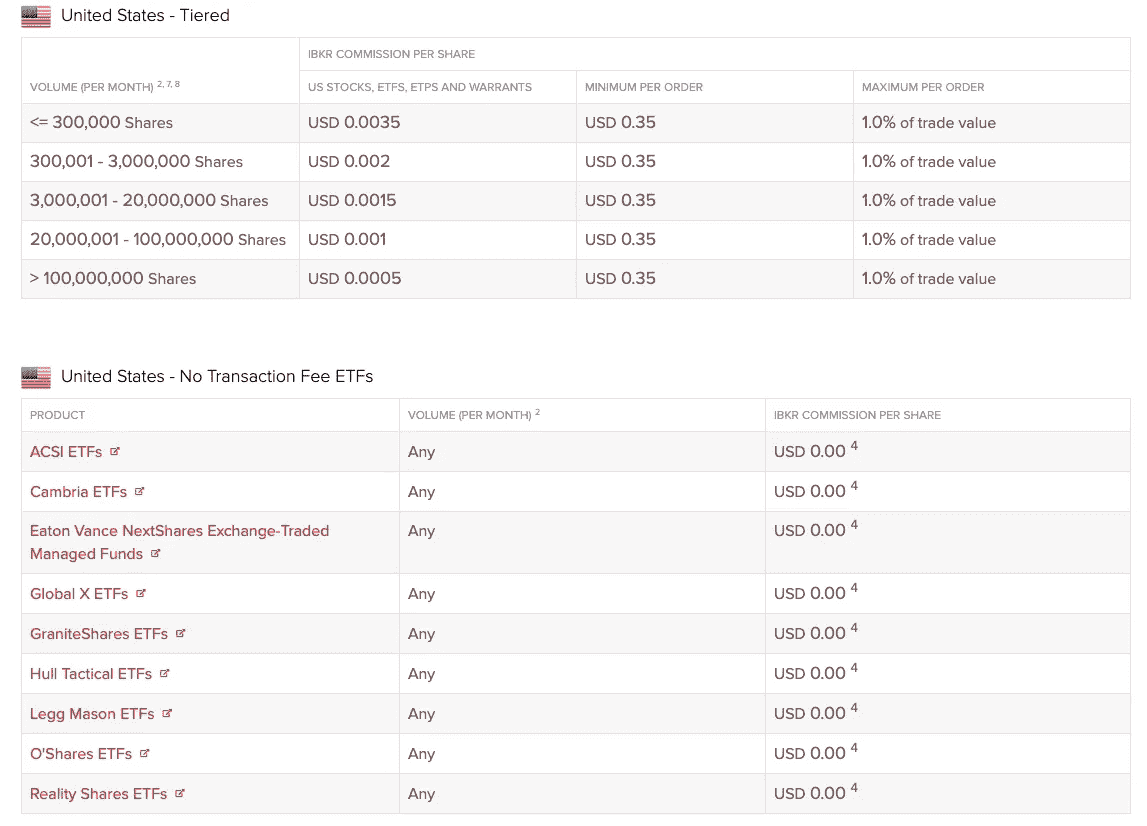 United States - Tiered
IBKR COMMISSION PER SHARE
VOLUME (PER MONTH) 2, 7, 8 US STOCKS, ETFS, ETPS AND WARRANTS MINIMUM PER ORDER MAXIMUM PER ORDER
<= 300,000 Shares USD 0.0035 USD 0.35 1.0% of trade value
300,001 - 3,000,000 Shares USD 0.002 USD 0.35 1.0% of trade value
3,000,001 - 20,000,000 Shares USD 0.0015 USD 0.35 1.0% of trade value
20,000,001 - 100,000,000 Shares USD 0.001 USD 0.35 1.0% of trade value
> 100,000,000 Shares USD 0.0005 USD 0.35 1.0% of trade value
United States - No Transaction Fee ETFs
PRODUCT VOLUME (PER MONTH) 2 IBKR COMMISSION PER SHARE
ACSI ETFs Any USD 0.00 4
Cambria ETFs Any USD 0.00 4
Eaton Vance NextShares Exchange-Traded Any USD 0.00 4
Managed Funds
Global X ETFs Any USD 0.00 4
GraniteShares ETFs Any USD 0.00 4
Hull Tactical ETFs Any USD 0.00 4
Legg Mason ETFs Any USD 0.00 4
O'Shares ETFs Any USD 0.00 4
Reality Shares ETFs Any USD 0.00 4